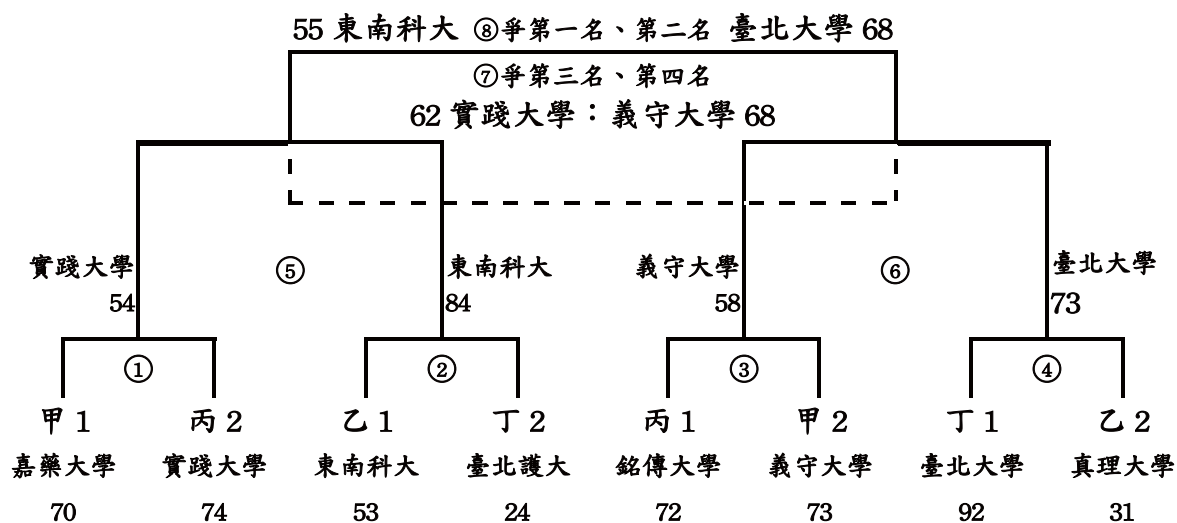 55 東南科大 ⑧爭第一名、第二名 臺北大學 68
⑦爭第三名、第四名
62 實踐大學：義守大學 68
實踐大學 ⑤ 東南科大 義守大學 ⑥ 臺北大學
54 84 58 73
① ② ③ ④
甲 1 丙 2 乙 1 丁 2 丙 1 甲 2 丁 1 乙 2
嘉藥大學 實踐大學 東南科大 臺北護大 銘傳大學 義守大學 臺北大學 真理大學
70 74 53 24 72 73 92 31